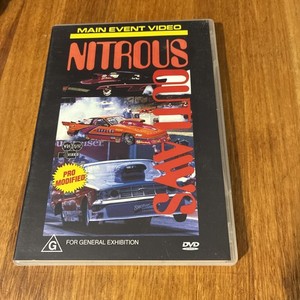 MAIN EVENT VIDEO
NITROUS
OUTLAWS
PRO
MODIFIED
G
FOR GENERAL EXHIBITION
DVD